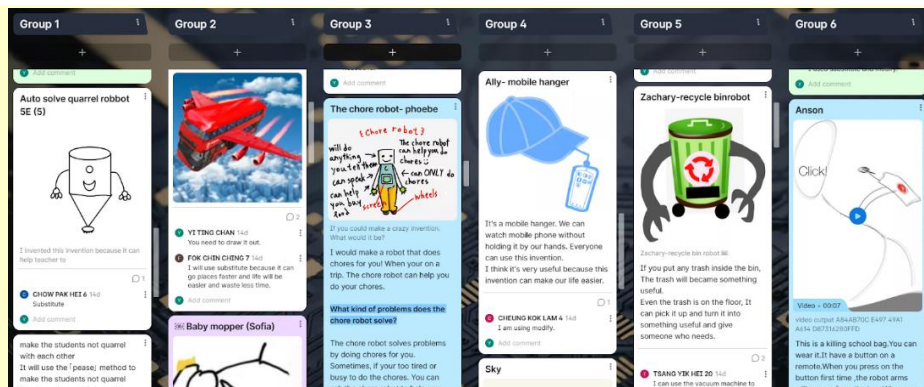 Group 1
Add comment
Auto solve quarrel robbot
5E (5)
I invented this invention because it can
help teacher to
1
CHOW PAK HEI 6 14d
Substitute
Add comment
make the students not quarrel
with each other
It will use the「pease」method to
make the students not quarrel
Group 2
2
YI TING CHAN 14d
You need to draw it out.
FOK CHIN CHENG 7 14d
I will use substitute because it can
go places faster and life will be
easier and waste less time.
Add comment
Baby mopper (Sofia)
Group 3
Add comment
The chore robot- phoebe
{Chore robot}
will do
anything
you tell them
can speak
can help
you buy
food
screen
wheels
The chore robot
can help you do
chores
can ONLY do
chores
If you could make a crazy invention.
What would it be?
I would make a robot that does
chores for you! When your on a
trip. The chore robot can help you
do your chores.
What kind of problems does the
chore robot solve?
The chore robot solves problems
by doing chores for you.
Sometimes, if your too tired or
busy to do the chores. You can
Group 4
Ally- mobile hanger
It's a mobile hanger. We can
watch mobile phone without
holding it by our hands. Everyone
can use this invention.
I think it's very useful because this
invention can make our life easier.
1
CHEUNG KOK LAM 4 14d
I am using modify.
Add comment
Sky
Group 5
Add comment
Zachary-recycle binrobot
Zachary-recycle bin robot
If you put any trash inside the bin,
The trash will become something
useful.
Even the trash is on the floor, It
can pick it up and turn it into
something useful and give
someone who needs.
2
TSANG YIK HEI 20 14d
I can use the vacuum machine to
Group 6
Add comment
Anson
Click!
Video • 00:07
video output
This is a killing school bag.You can
wear it.It have a button on a
remote.When you press on the
button first time ,the robot arms